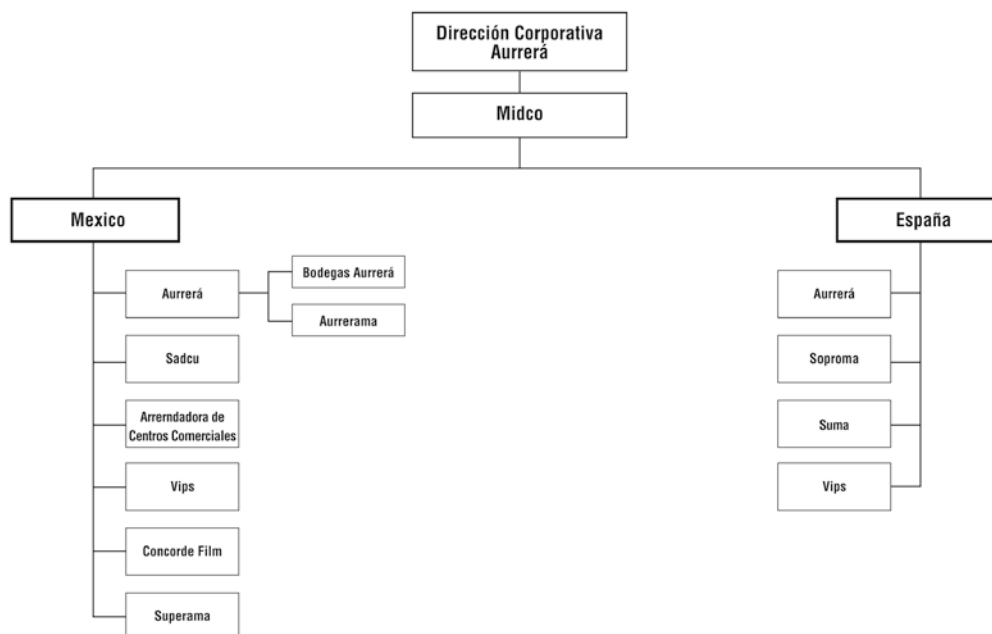 Dirección Corporativa
Aurrerá
Midco
Mexico
España
Aurrerá
Bodegas Aurrerá
Aurrerama
Sadcu
Arrerndadora de
Centros Comerciales
Vips
Concorde Film
Superama
Aurrerá
Soproma
Suma
Vips